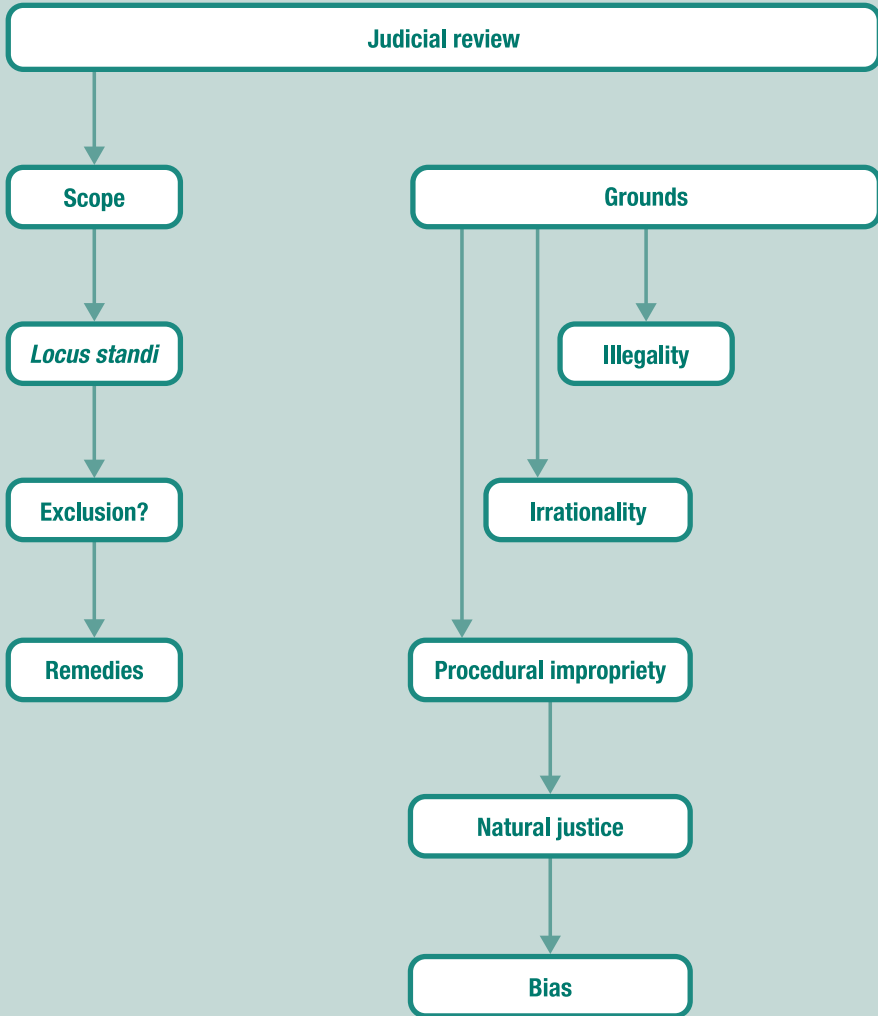 Judicial review
Scope
Grounds
Locus standi
Illegality
Exclusion?
Irrationality
Remedies
Procedural impropriety
Natural justice
Bias